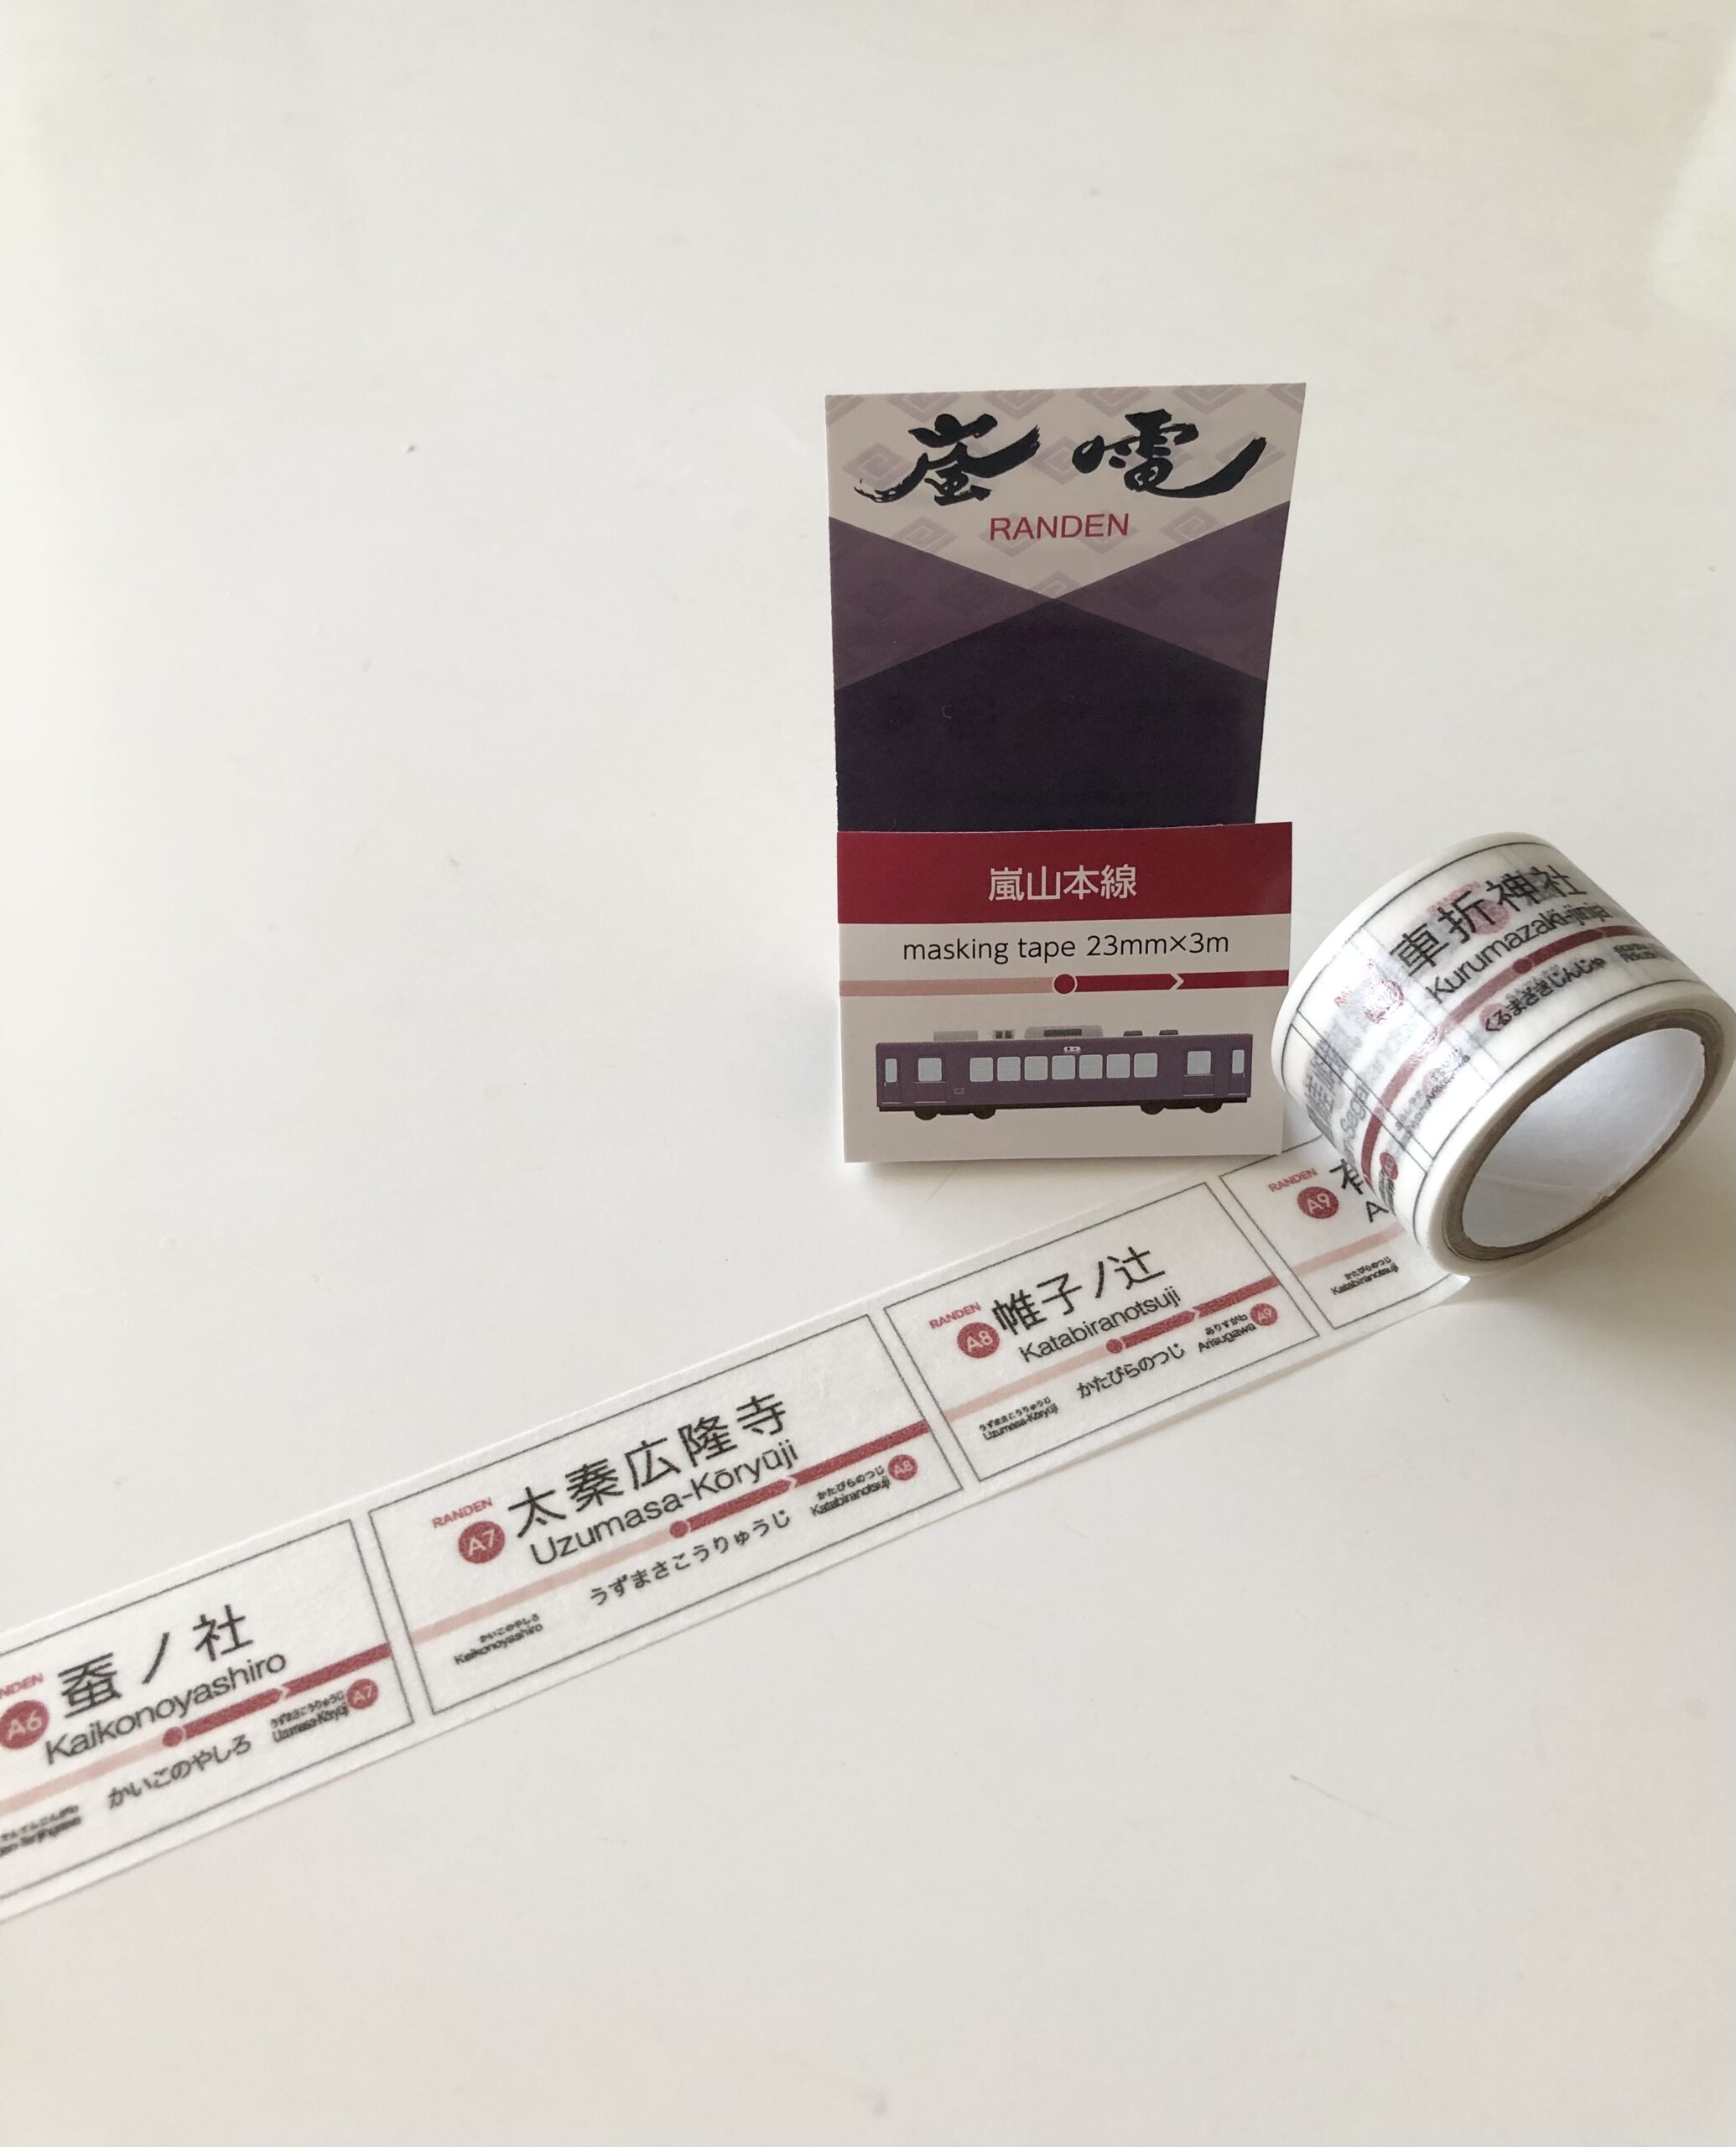 嵐電
RANDEN
嵐山本線
masking tape 23mm×3m
車折神社
Kurumazaki-jinja
くるまざきじんじゃ
RANDEN
A9
かたびらのつじ
Katabiranotsuji
RANDEN
A8
帷子ノ辻
Katabiranotsuji
かたびらのつじ
うずまさこうりゅうじ
Uzumasa-Kōryūji
ありすがわ
Arisugawa
A9
RANDEN
A7
太秦広隆寺
Uzumasa-Kōryūji
うずまさこうりゅうじ
かいこのやしろ
Kaikonoyashiro
かたびらのつじ
Katabiranotsuji
A8
NDEN
A6
蚕ノ社
Kaikonoyashiro
かいこのやしろ
うずまさこうりゅうじ
Uzumasa-Kōryūji
A7